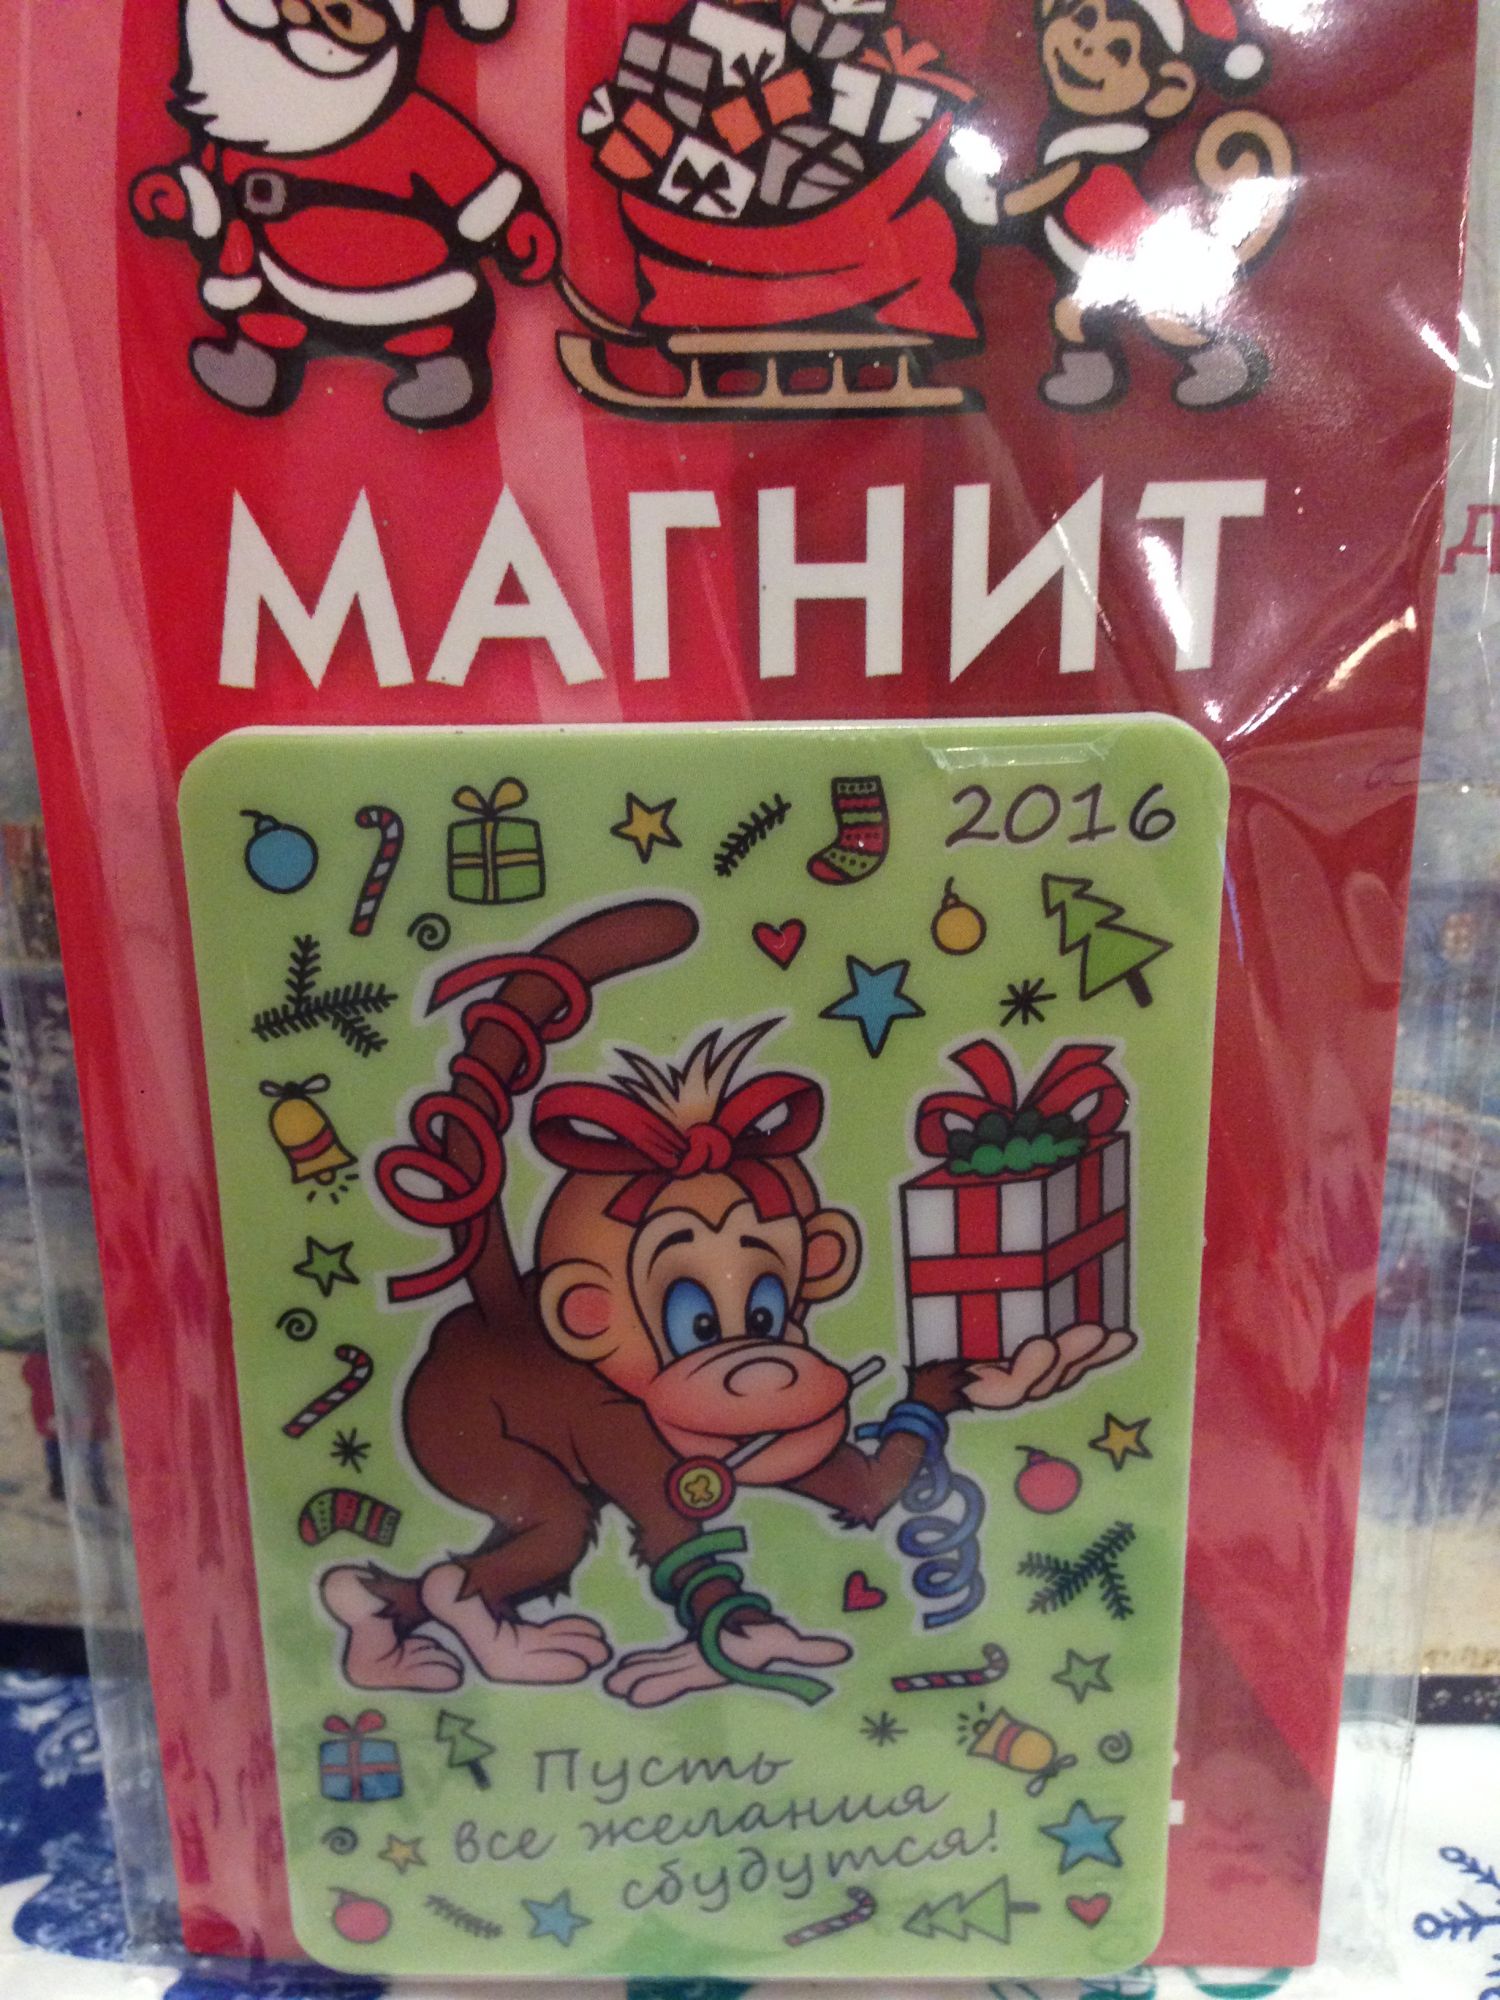 МАГНИТ
2016
Пусть
все желания
сбудутся!